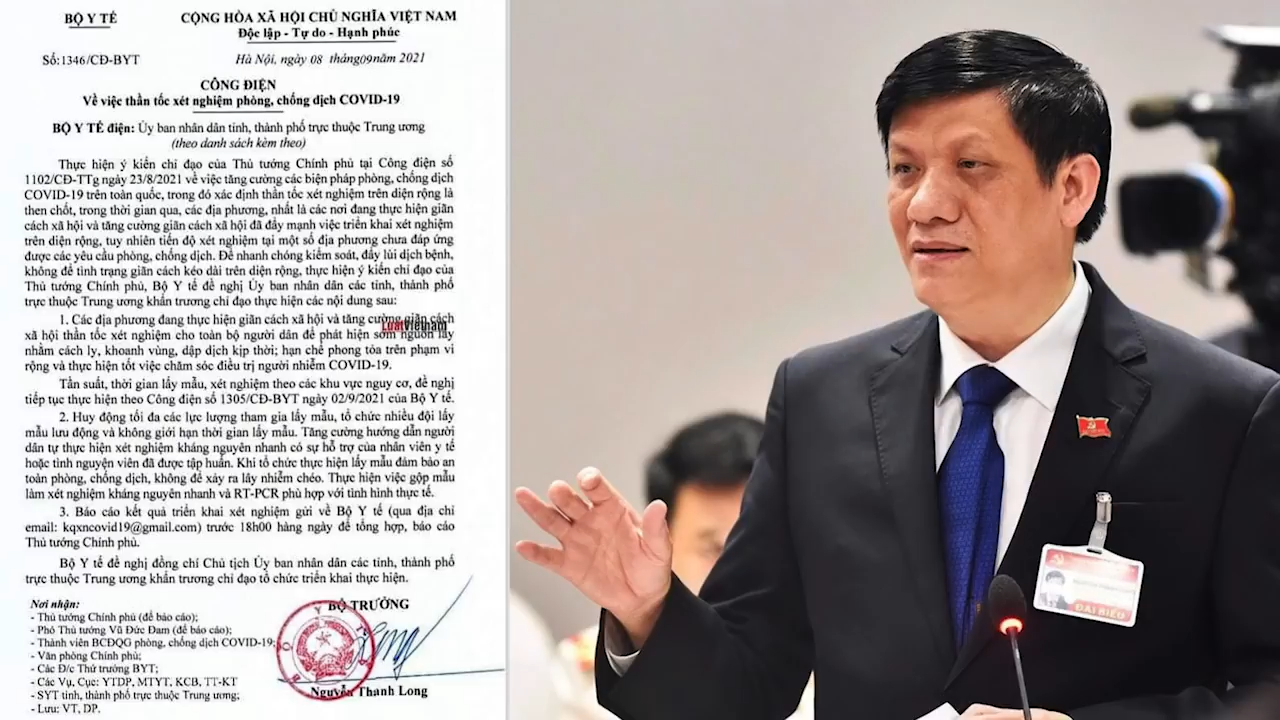 BỘ Y TẾ
CỘNG HÒA XÃ HỘI CHỦ NGHĨA VIỆT NAM
Độc lập - Tự do - Hạnh phúc
Số:1346/CĐ-BYT
Hà Nội, ngày 08 tháng09năm 2021
CÔNG ĐIỆN
Về việc thần tốc xét nghiệm phòng, chống dịch COVID-19
BỘ Y TẾ điện: Ủy ban nhân dân tỉnh, thành phố trực thuộc Trung ương
(theo danh sách kèm theo)
Thực hiện ý kiến chỉ đạo của Thủ tướng Chính phủ tại Công điện số
1102/CĐ-TTg ngày 23/8/2021 về việc tăng cường các biện pháp phòng, chống dịch
COVID-19 trên toàn quốc, trong đó xác định thần tốc xét nghiệm trên diện rộng là
then chốt, trong thời gian qua, các địa phương, nhất là các nơi đang thực hiện giãn
cách xã hội và tăng cường giãn cách xã hội đã đẩy mạnh việc triển khai xét nghiệm
trên diện rộng, tuy nhiên tiến độ xét nghiệm tại một số địa phương chưa đáp ứng
được các yêu cầu phòng, chống dịch. Để nhanh chóng kiểm soát, đẩy lùi dịch bệnh,
không để tình trạng giãn cách kéo dài trên diện rộng, thực hiện ý kiến chỉ đạo của
Thủ tướng Chính phủ, Bộ Y tế đề nghị Ủy ban nhân dân các tỉnh, thành phố
trực thuộc Trung ương khẩn trương chỉ đạo thực hiện các nội dung sau:
1. Các địa phương đang thực hiện giãn cách xã hội và tăng cường giãn cách
LuatVietnam
xã hội thần tốc xét nghiệm cho toàn bộ người dân để phát hiện sớm nguồn lây
nhằm cách ly, khoanh vùng, dập dịch kịp thời; hạn chế phong tỏa trên phạm vi
rộng và thực hiện tốt việc chăm sóc điều trị người nhiễm COVID-19.
Tần suất, thời gian lấy mẫu, xét nghiệm theo các khu vực nguy cơ, đề nghị
tiếp tục thực hiện theo Công điện số 1305/CĐ-BYT ngày 02/9/2021 của Bộ Y tế.
2. Huy động tối đa các lực lượng tham gia lấy mẫu, tổ chức nhiều đội lấy
mẫu lưu động và không giới hạn thời gian lấy mẫu. Tăng cường hướng dẫn người
dân tự thực hiện xét nghiệm kháng nguyên nhanh có sự hỗ trợ của nhân viên y tế
hoặc tình nguyện viên đã được tập huấn. Khi tổ chức thực hiện lấy mẫu đảm bảo an
toàn phòng, chống dịch, không để xảy ra lây nhiễm chéo. Thực hiện việc gộp mẫu
làm xét nghiệm kháng nguyên nhanh và RT-PCR phù hợp với tình hình thực tế.
3. Báo cáo kết quả triển khai xét nghiệm gửi về Bộ Y tế (qua địa chỉ
email: kqxncovid19@gmail.com) trước 18h00 hàng ngày để tổng hợp, báo cáo
Thủ tướng Chính phủ.
Bộ Y tế đề nghị đồng chí Chủ tịch Ủy ban nhân dân các tỉnh, thành phố
trực thuộc Trung ương khẩn trương chỉ đạo tổ chức triển khai thực hiện.
Nơi nhận:
- Thủ tướng Chính phủ (để báo cáo);
- Phó Thủ tướng Vũ Đức Đam (để báo cáo);
- Thành viên BCĐQG phòng, chống dịch COVID-19;
- Văn phòng Chính phủ;
- Các Đ/c Thứ trưởng BYT;
- Các Vụ, Cục: YTDP, MTYT, KCB, TT-KT
- SYT tỉnh, thành phố trực thuộc Trung ương;
- Lưu: VT, DP.
BỘ TRƯỞNG
Nguyễn Thanh Long
ĐẠI BIỂU